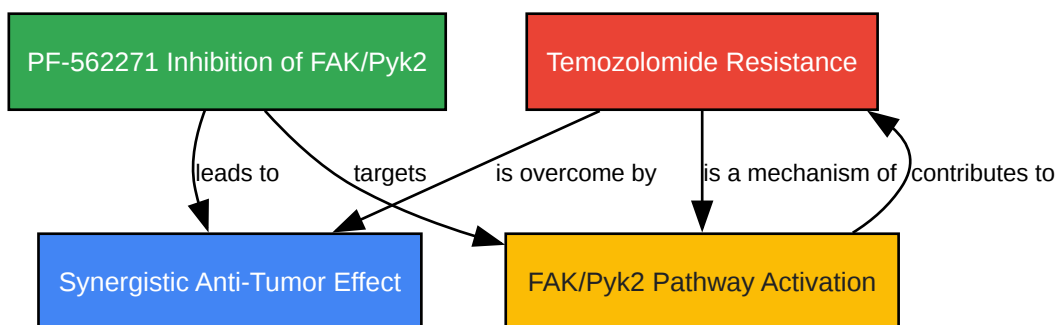 PF-562271 Inhibition of FAK/Pyk2
Temozolomide Resistance
leads to
targets
is overcome by
is a mechanism of
contributes to
Synergistic Anti-Tumor Effect
FAK/Pyk2 Pathway Activation